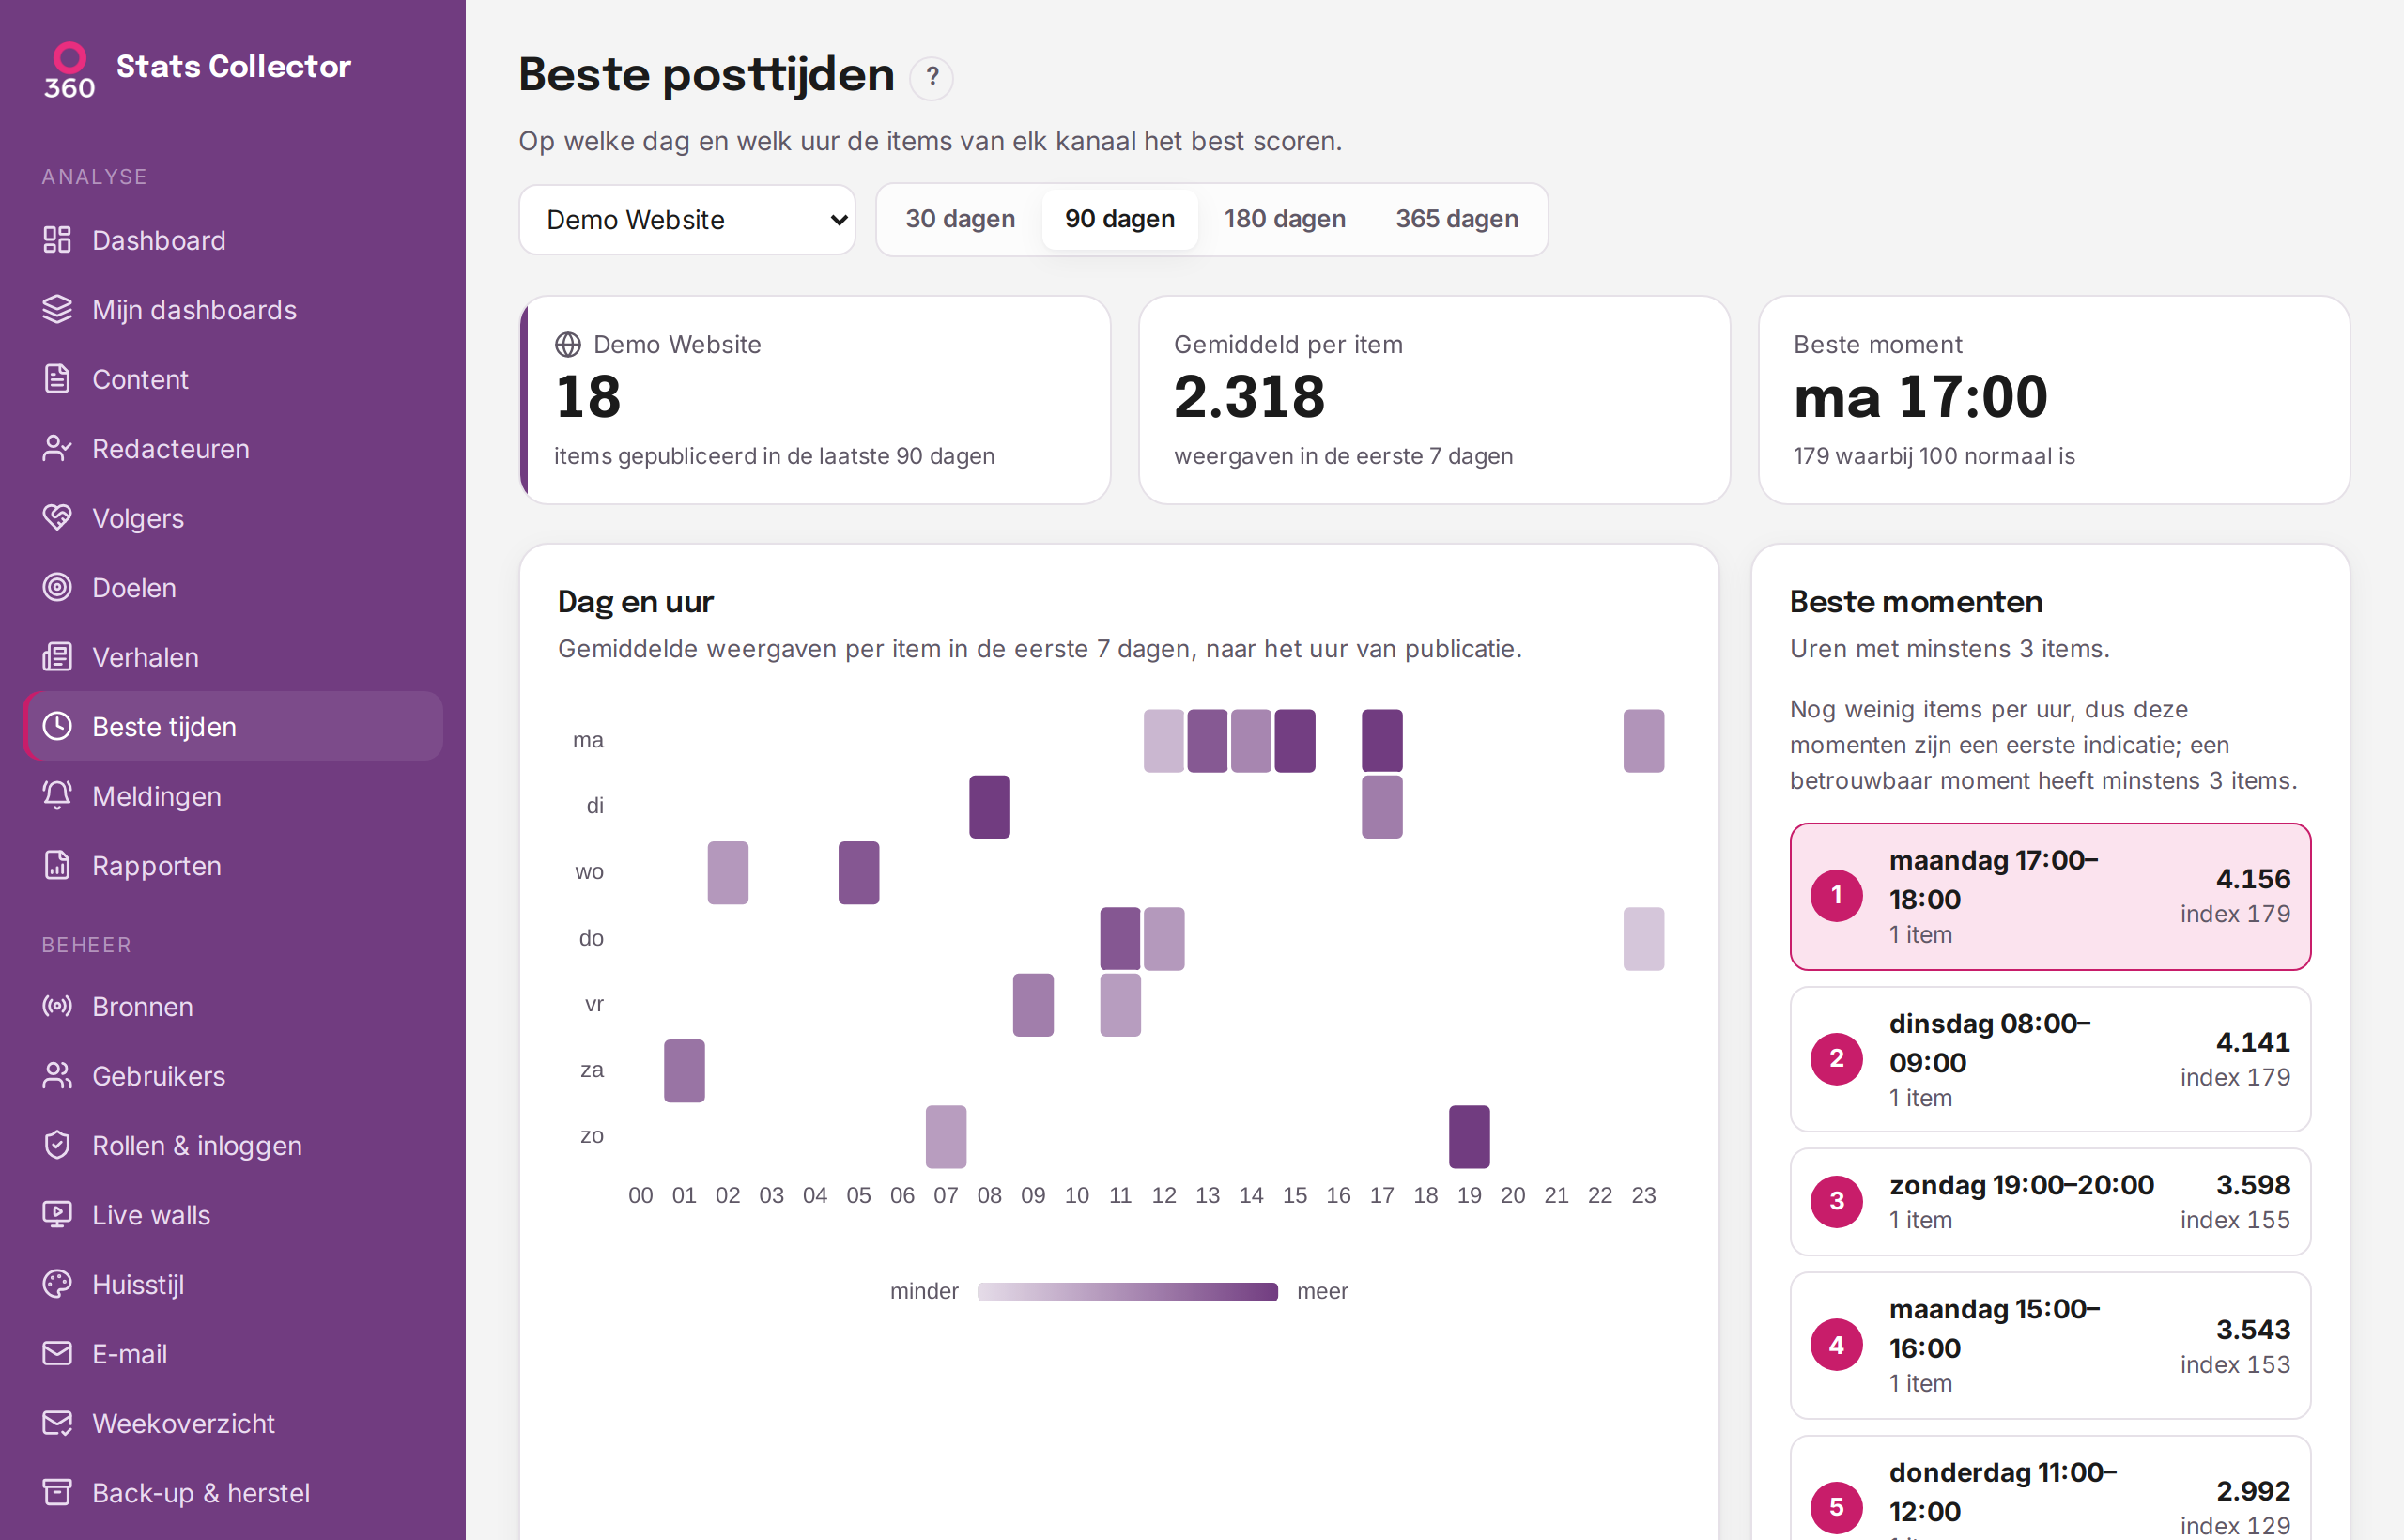 360
Stats Collector
ANALYSE
Dashboard
Mijn dashboards
Content
Redacteuren
Volgers
Doelen
Verhalen
Beste tijden
Meldingen
Rapporten
BEHEER
Bronnen
Gebruikers
Rollen & inloggen
Live walls
Huisstijl
E-mail
Weekoverzicht
Back-up & herstel
Beste posttijden ?
Op welke dag en welk uur de items van elk kanaal het best scoren.
Demo Website
30 dagen 90 dagen 180 dagen 365 dagen
Demo Website
18
items gepubliceerd in de laatste 90 dagen
Gemiddeld per item
2.318
weergaven in de eerste 7 dagen
Beste moment
ma 17:00
179 waarbij 100 normaal is
Dag en uur
Gemiddelde weergaven per item in de eerste 7 dagen, naar het uur van publicatie.
ma
di
wo
do
vr
za
zo
00 01 02 03 04 05 06 07 08 09 10 11 12 13 14 15 16 17 18 19 20 21 22 23
minder meer
Beste momenten
Uren met minstens 3 items.
Nog weinig items per uur, dus deze
momenten zijn een eerste indicatie; een
betrouwbaar moment heeft minstens 3 items.
1
maandag 17:00–
18:00
1 item
4.156
index 179
2
dinsdag 08:00–
09:00
1 item
4.141
index 179
3
zondag 19:00–20:00
1 item
3.598
index 155
4
maandag 15:00–
16:00
1 item
3.543
index 153
5
donderdag 11:00–
12:00
2.992
index 129